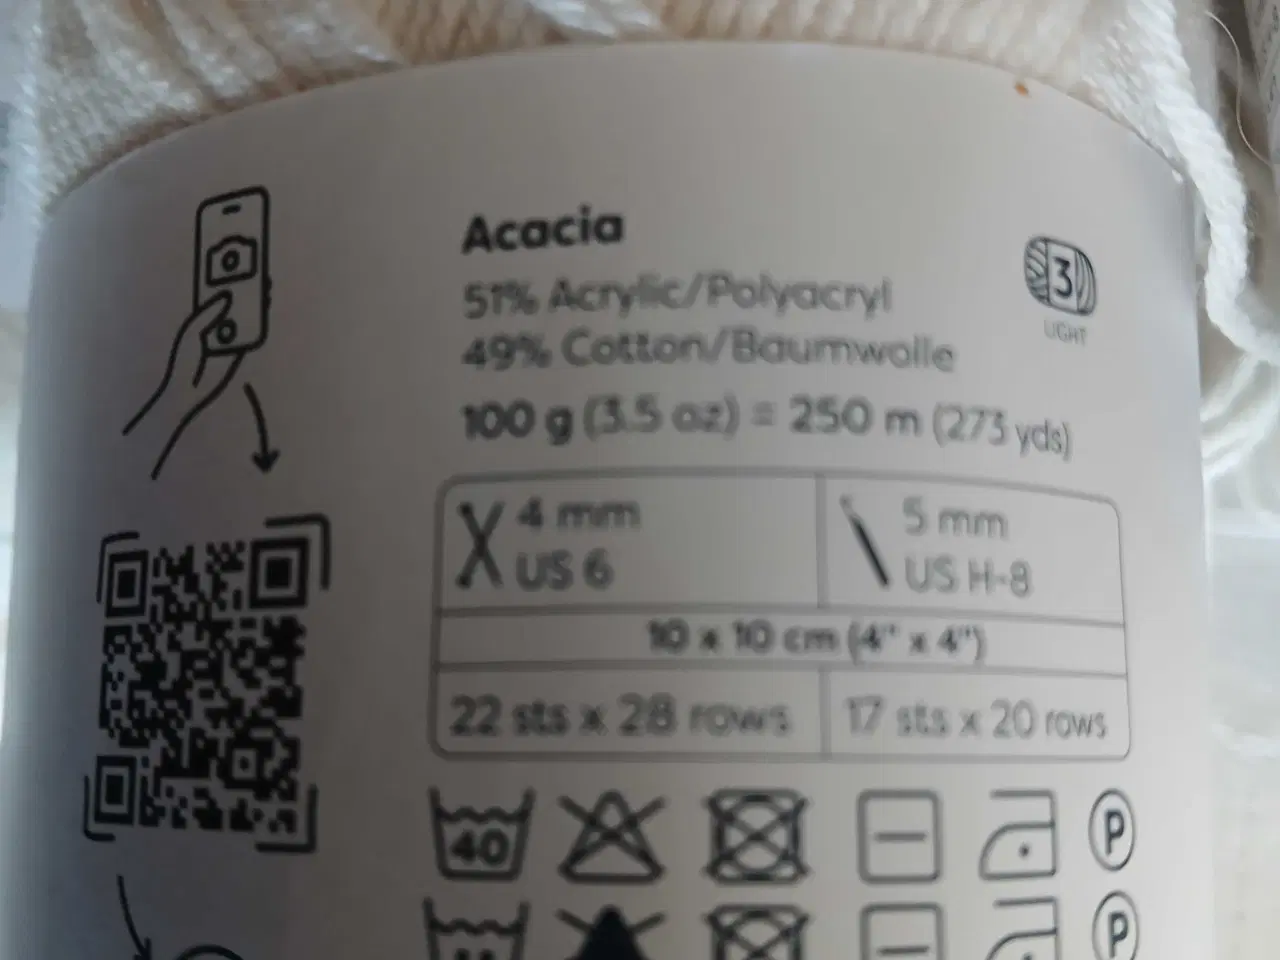 Acacia
51% Acrylic/Polyacryl
49% Cotton/Baumwolle
3
LIGHT
100 g (3.5 oz) = 250 m (273 yds)
4 mm
US 6
5 mm
US H-8
10 x 10 cm (4" x 4")
22 sts x 28 rows
17 sts x 20 rows
40
P
P